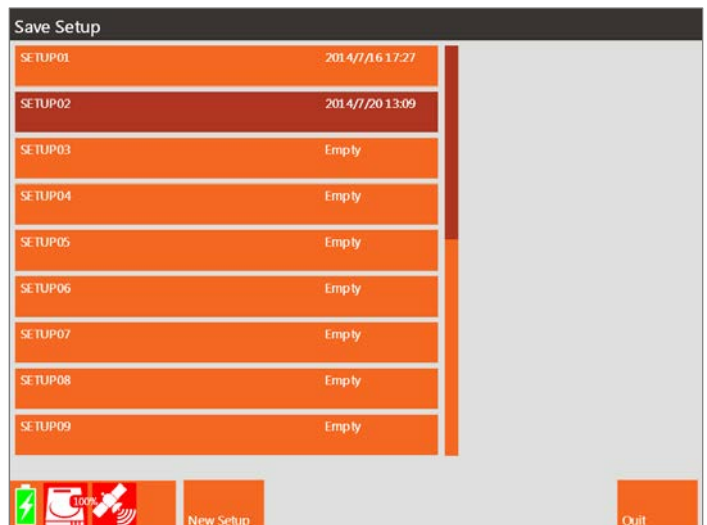 Save Setup
SETUP01 2014/7/16 17:27
SETUP02 2014/7/20 13:09
SETUP03 Empty
SETUP04 Empty
SETUP05 Empty
SETUP06 Empty
SETUP07 Empty
SETUP08 Empty
SETUP09 Empty
100%
New Setup Quit